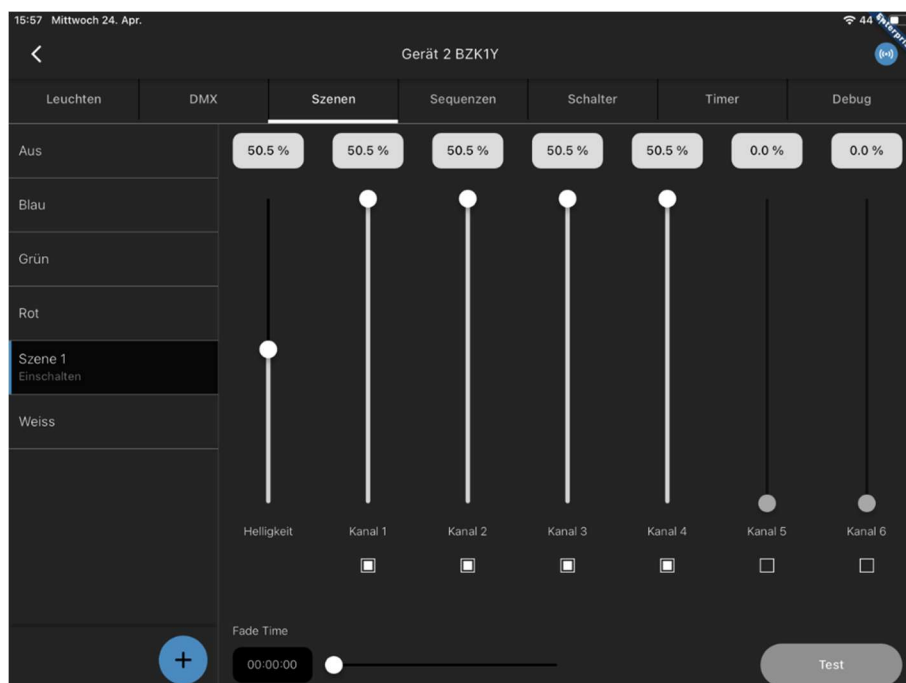 15:57 Mittwoch 24. Apr.
44
Enterpri
Gerät 2 BZK1Y
Leuchten DMX Szenen Sequenzen Schalter Timer Debug
Aus
50.5 % 50.5 % 50.5 % 50.5 % 50.5 % 0.0 % 0.0 %
Blau
Grün
Rot
Szene 1
Einschalten
Weiss
Helligkeit Kanal 1 Kanal 2 Kanal 3 Kanal 4 Kanal 5 Kanal 6
Fade Time
+
00:00:00
Test